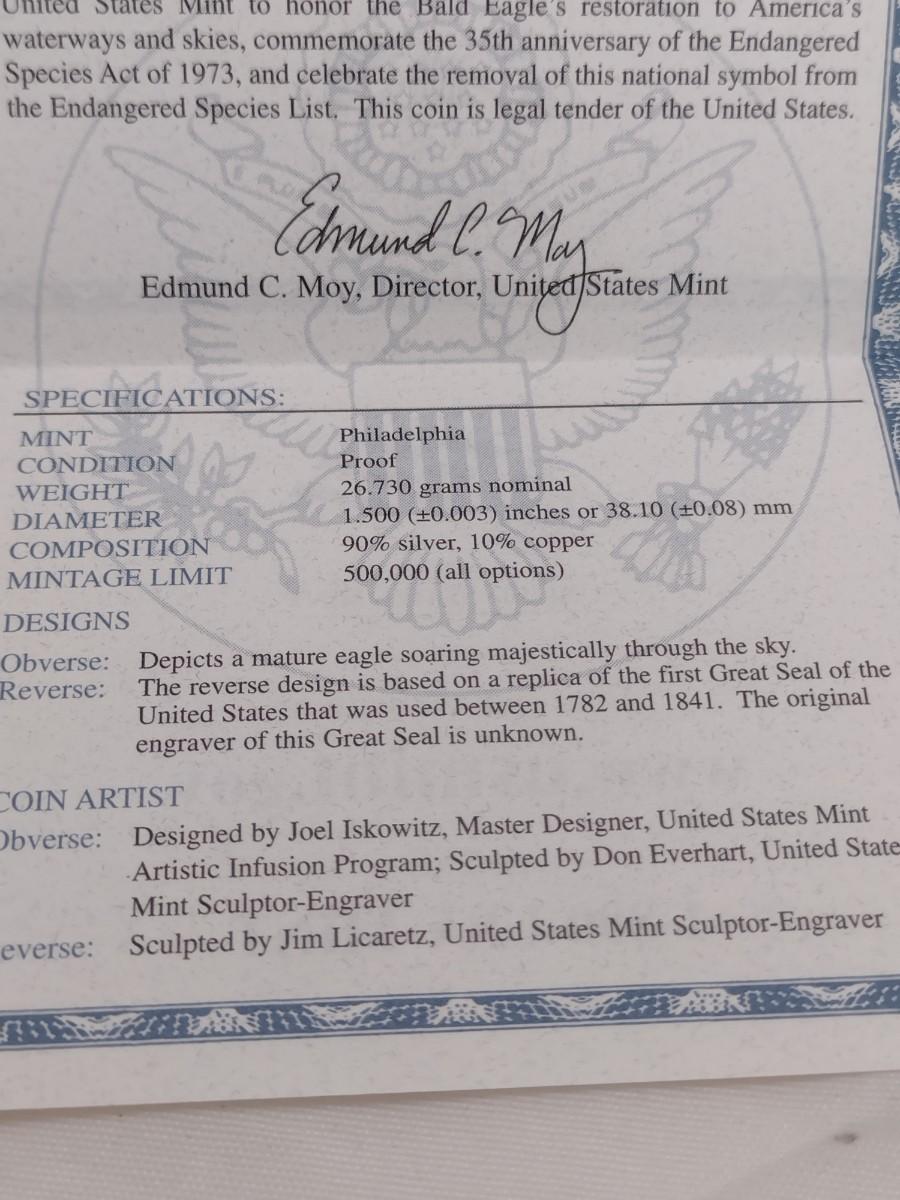 United States Mint to honor the Bald Eagle's restoration to America's
waterways and skies, commemorate the 35th anniversary of the Endangered
Species Act of 1973, and celebrate the removal of this national symbol from
the Endangered Species List. This coin is legal tender of the United States.
Edmund C. Moy
Edmund C. Moy, Director, United States Mint
SPECIFICATIONS:
MINT Philadelphia
CONDITION Proof
WEIGHT 26.730 grams nominal
DIAMETER 1.500 (±0.003) inches or 38.10 (±0.08) mm
COMPOSITION 90% silver, 10% copper
MINTAGE LIMIT 500,000 (all options)
DESIGNS
Obverse: Depicts a mature eagle soaring majestically through the sky.
Reverse: The reverse design is based on a replica of the first Great Seal of the
United States that was used between 1782 and 1841. The original
engraver of this Great Seal is unknown.
COIN ARTIST
Obverse: Designed by Joel Iskowitz, Master Designer, United States Mint
Artistic Infusion Program; Sculpted by Don Everhart, United State
Mint Sculptor-Engraver
everse: Sculpted by Jim Licaretz, United States Mint Sculptor-Engraver